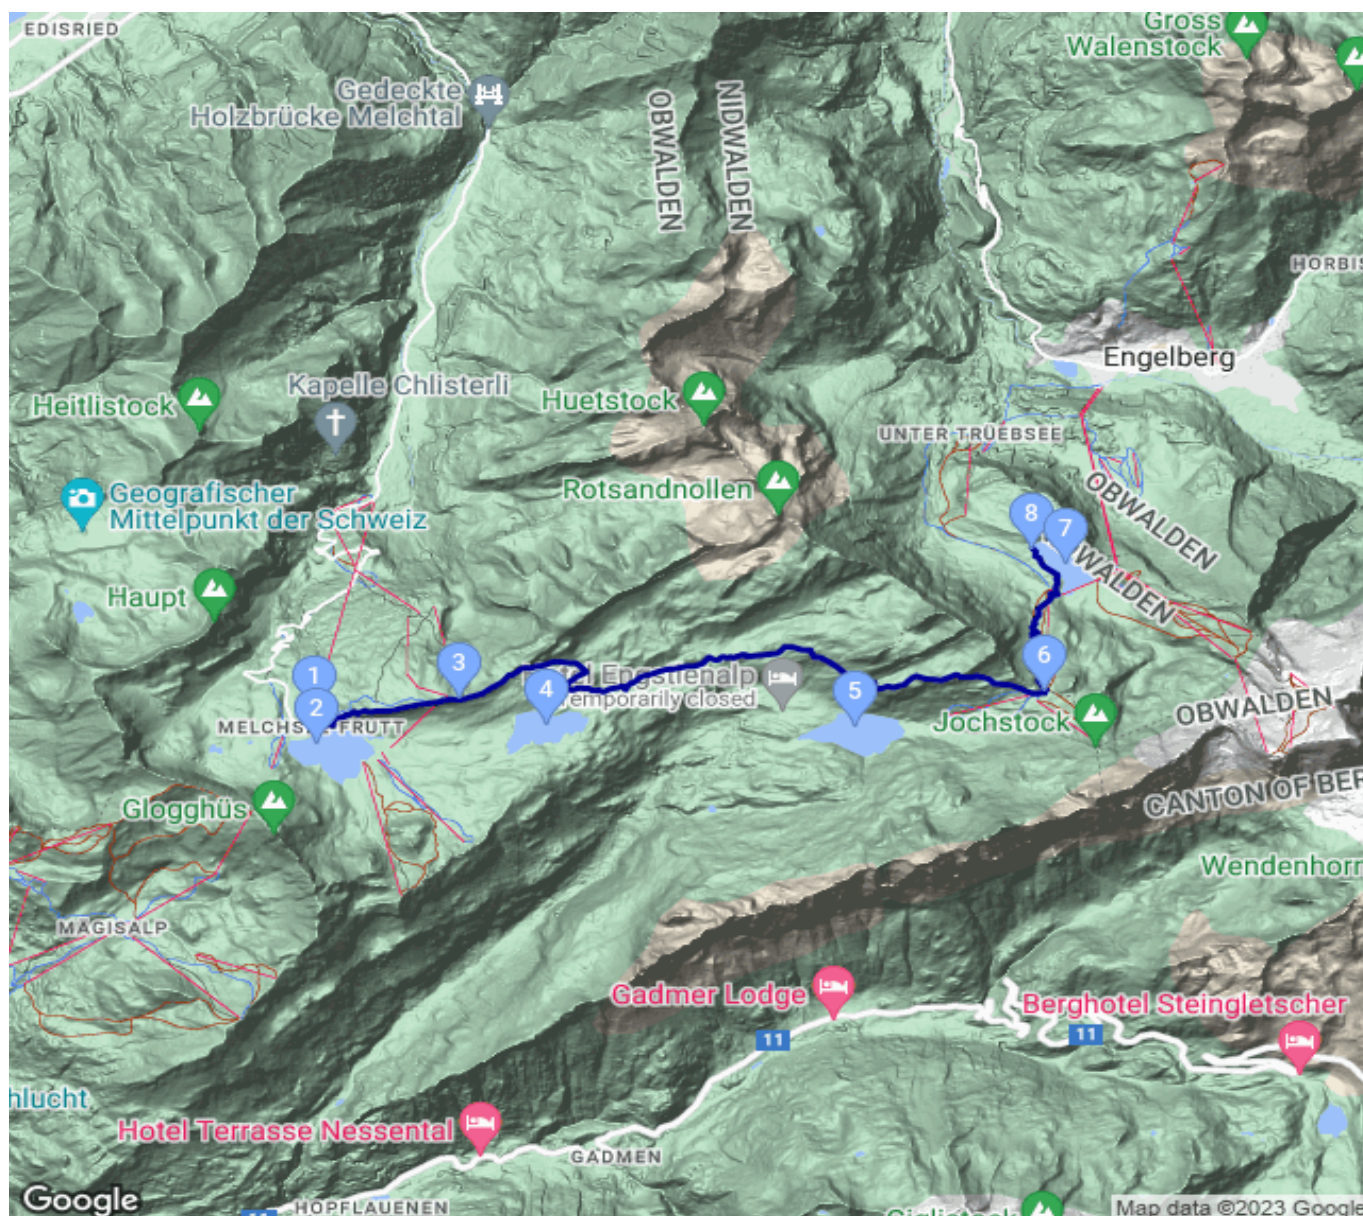 EDISRIED
Gross
Walenstock
Gedeckte
Holzbrücke Melchtal
OBWALDEN
NIDWALDEN
HORBIS
Engelberg
Kapelle Chlisterli
Heitlistock
Huetstock
UNTER TRÜEBSEE
Rotsandnollen
Geografischer
Mittelpunkt der Schweiz
OBWALDEN
8
7
WALDEN
Haupt
1
2
3
4
5
6
Engstlenalp
Temporarily closed
MELCHSEE-FRUTT
Jochstock
OBWALDEN
CANTON OF BER
Glogghüs
Wendenhorn
MAGISALP
Gadmer Lodge
Berghotel Steingletscher
11
11
hlucht
Hotel Terrasse Nessental
GADMEN
Google
11
HOPFLAUENEN
Giglistock
Map data ©2023 Google